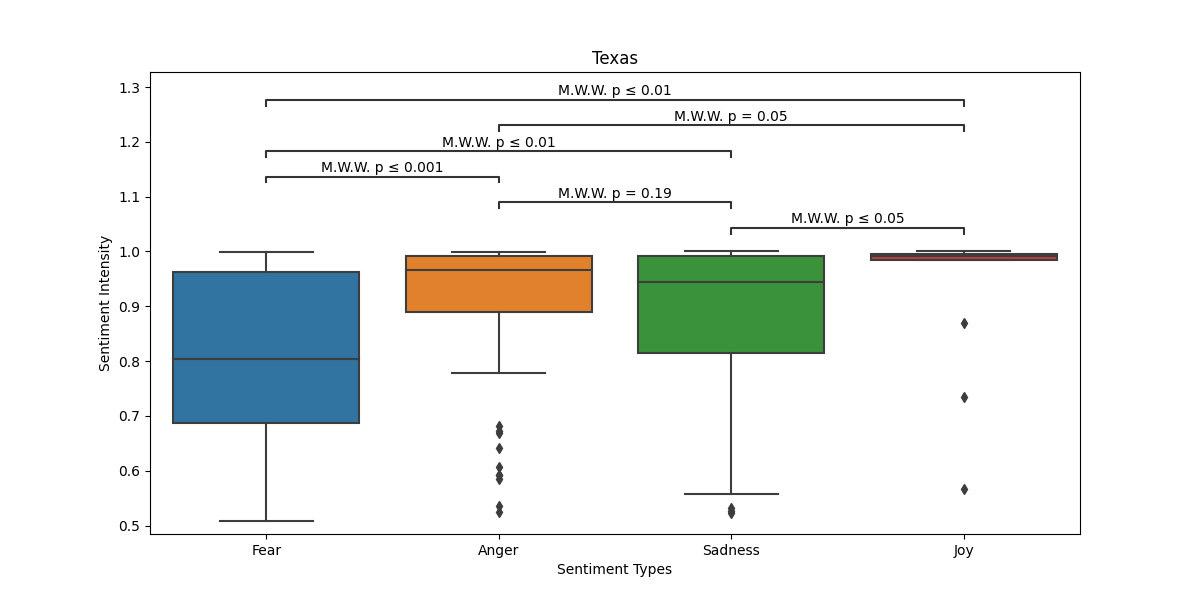 Texas
1.3
1.2
1.1
1.0
0.9
0.8
0.7
0.6
0.5
Sentiment Intensity
M.W.W. p ≤ 0.01
M.W.W. p = 0.05
M.W.W. p ≤ 0.01
M.W.W. p ≤ 0.001
M.W.W. p = 0.19
M.W.W. p ≤ 0.05
Fear Anger Sadness Joy
Sentiment Types